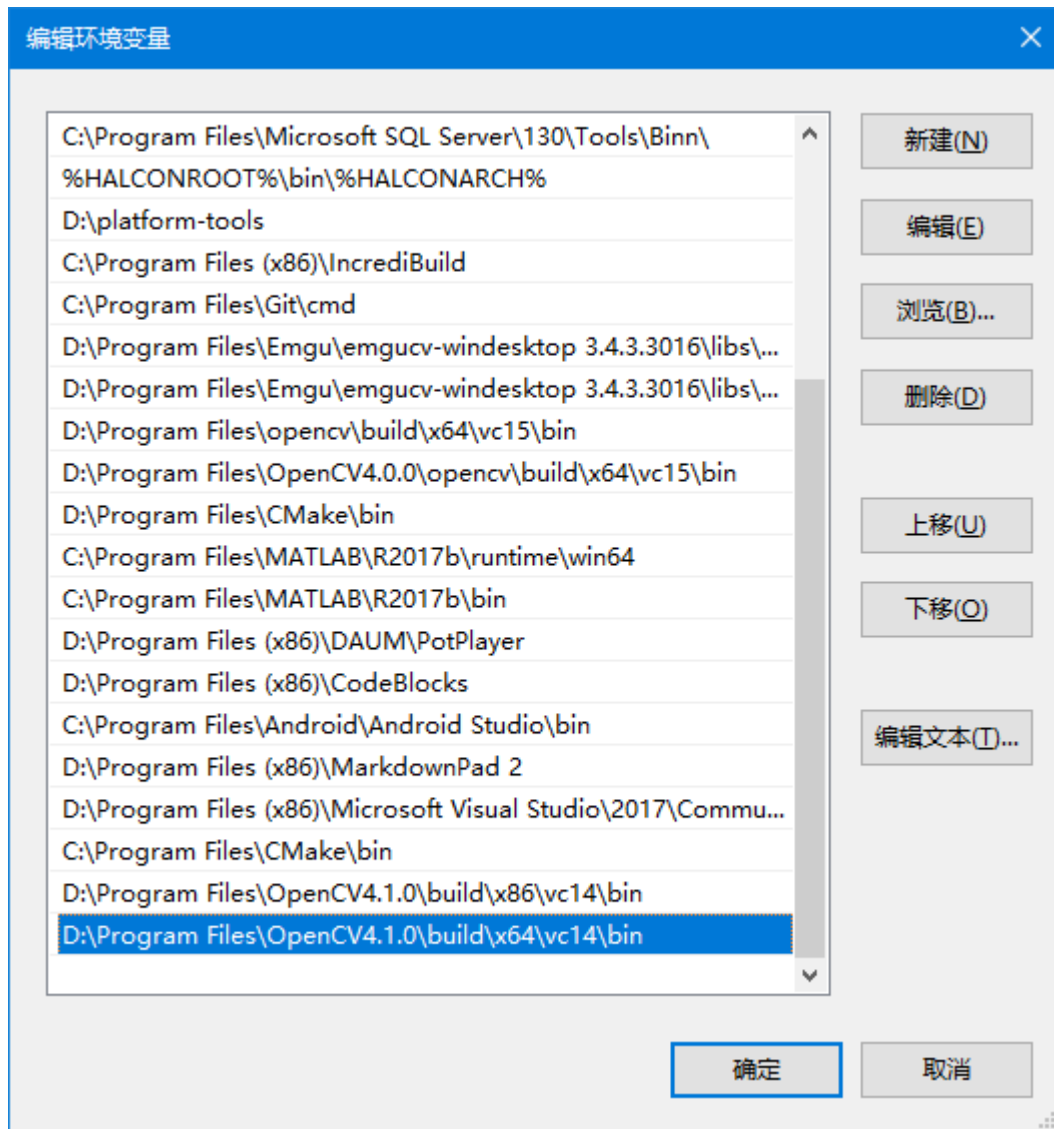 编辑环境变量
C:\Program Files\Microsoft SQL Server\130\Tools\Binn\
%HALCONROOT%\bin\%HALCONARCH%
D:\platform-tools
C:\Program Files (x86)\IncrediBuild
C:\Program Files\Git\cmd
D:\Program Files\Emgu\emgucv-windesktop 3.4.3.3016\libs\...
D:\Program Files\Emgu\emgucv-windesktop 3.4.3.3016\libs\...
D:\Program Files\opencv\build\x64\vc15\bin
D:\Program Files\OpenCV4.0.0\opencv\build\x64\vc15\bin
D:\Program Files\CMake\bin
C:\Program Files\MATLAB\R2017b\runtime\win64
C:\Program Files\MATLAB\R2017b\bin
D:\Program Files (x86)\DAUM\PotPlayer
D:\Program Files (x86)\CodeBlocks
C:\Program Files\Android\Android Studio\bin
D:\Program Files (x86)\MarkdownPad 2
D:\Program Files (x86)\Microsoft Visual Studio\2017\Commu...
C:\Program Files\CMake\bin
D:\Program Files\OpenCV4.1.0\build\x86\vc14\bin
D:\Program Files\OpenCV4.1.0\build\x64\vc14\bin
新建(N)
编辑(E)
浏览(B)...
删除(D)
上移(U)
下移(O)
编辑文本(T)...
确定
取消